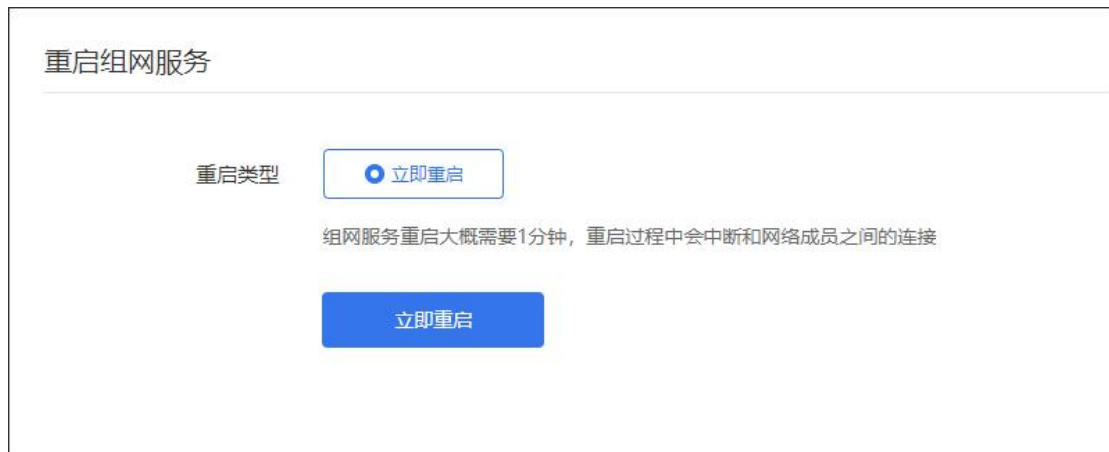 重启组网服务
重启类型
立即重启
组网服务重启大概需要1分钟，重启过程中会中断和网络成员之间的连接
立即重启